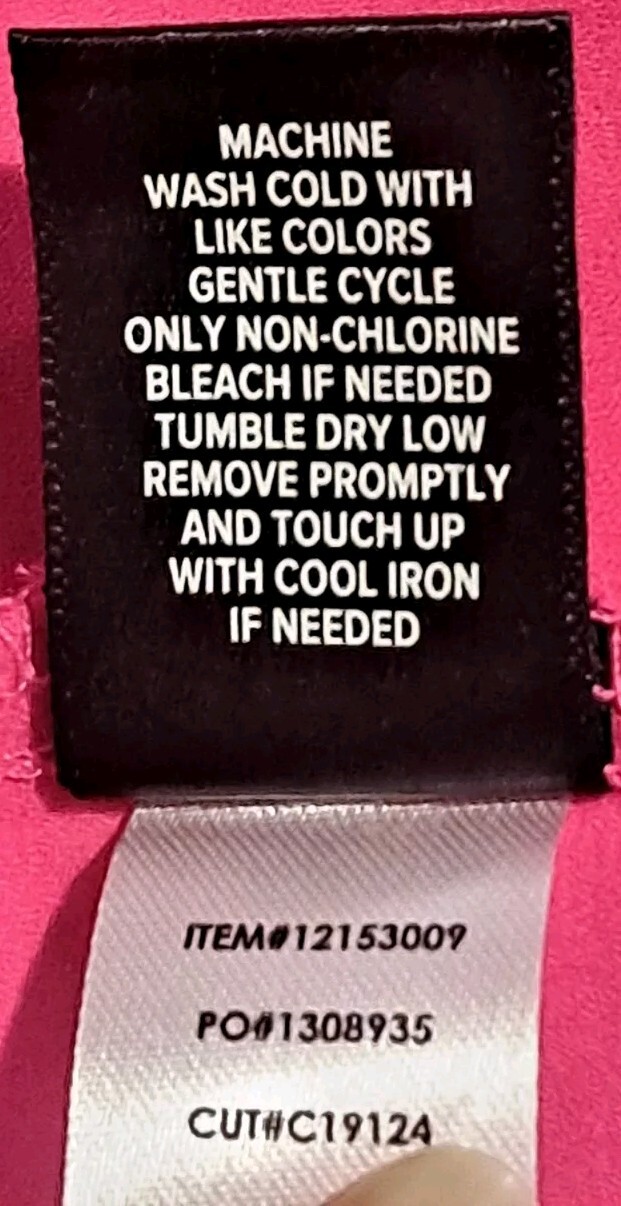 MACHINE
WASH COLD WITH
LIKE COLORS
GENTLE CYCLE
ONLY NON-CHLORINE
BLEACH IF NEEDED
TUMBLE DRY LOW
REMOVE PROMPTLY
AND TOUCH UP
WITH COOL IRON
IF NEEDED
ITEM#12153009
PO#1308935
CUT#C19124